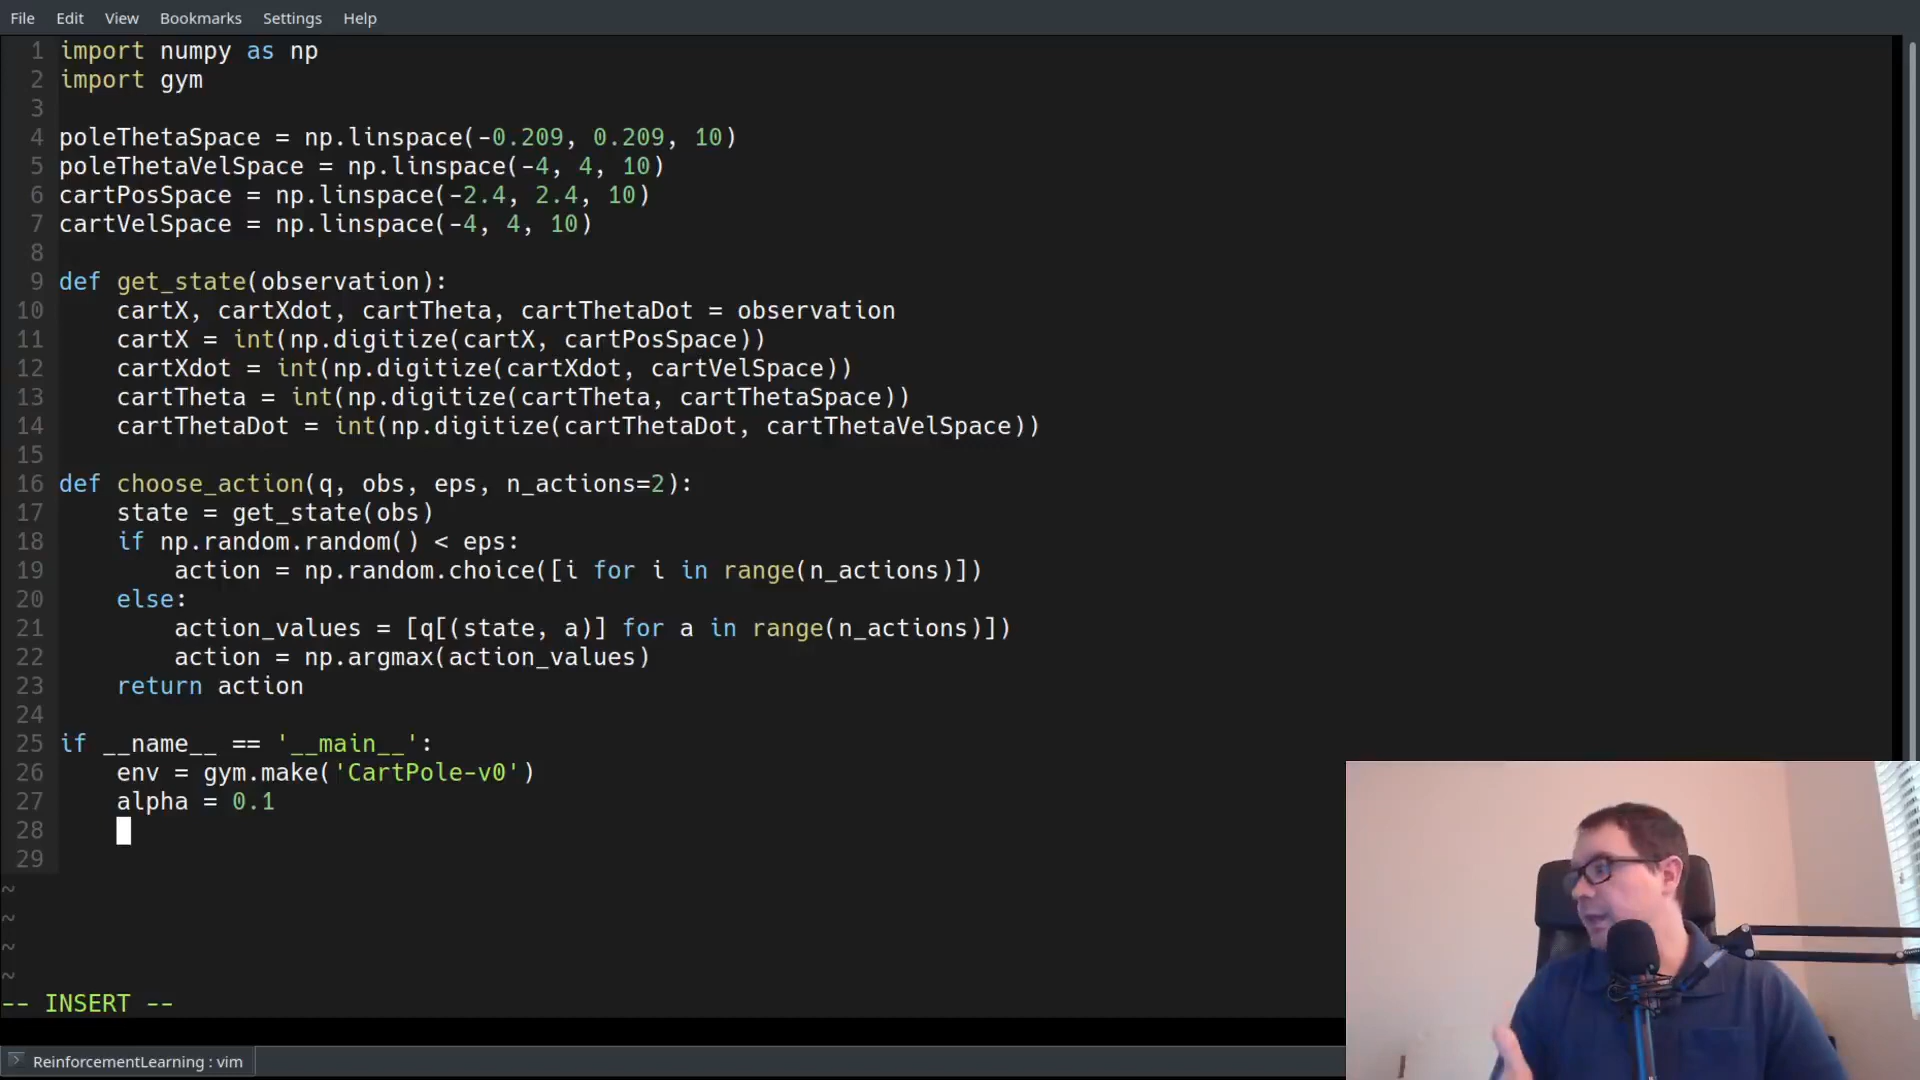 File Edit View Bookmarks Settings Help
1 import numpy as np
2 import gym
3
4 poleThetaSpace = np.linspace(-0.209, 0.209, 10)
5 poleThetaVelSpace = np.linspace(-4, 4, 10)
6 cartPosSpace = np.linspace(-2.4, 2.4, 10)
7 cartVelSpace = np.linspace(-4, 4, 10)
8
9 def get_state(observation):
10     cartX, cartXdot, cartTheta, cartThetaDot = observation
11     cartX = int(np.digitize(cartX, cartPosSpace))
12     cartXdot = int(np.digitize(cartXdot, cartVelSpace))
13     cartTheta = int(np.digitize(cartTheta, cartThetaSpace))
14     cartThetaDot = int(np.digitize(cartThetaDot, cartThetaVelSpace))
15
16 def choose_action(q, obs, eps, n_actions=2):
17     state = get_state(obs)
18     if np.random.random() < eps:
19         action = np.random.choice([i for i in range(n_actions)])
20     else:
21         action_values = [q[(state, a)] for a in range(n_actions)])
22         action = np.argmax(action_values)
23     return action
24
25 if __name__ == '__main__':
26     env = gym.make('CartPole-v0')
27     alpha = 0.1
28
29
~
~
~
~
-- INSERT --
ReinforcementLearning : vim